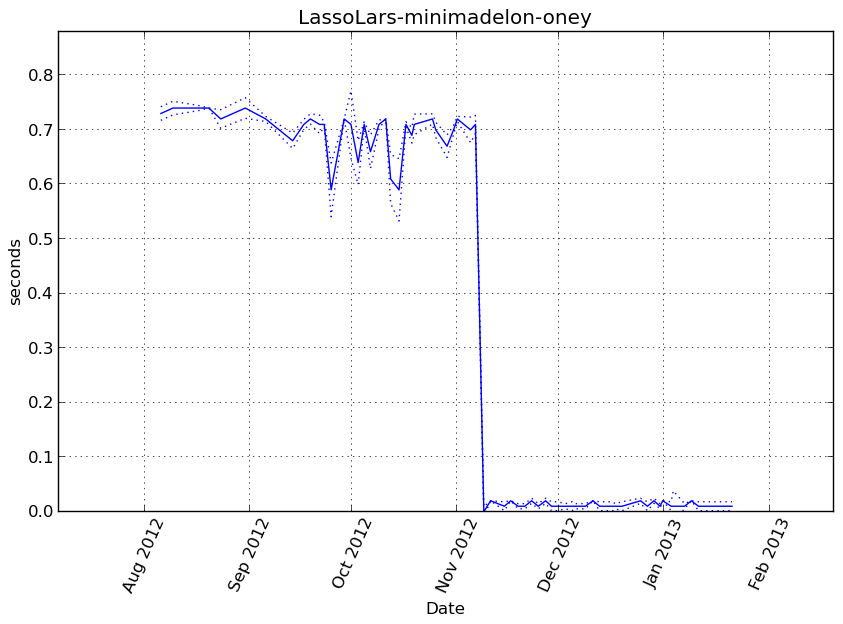 LassoLars-minimadelon-oney
0.8
0.7
0.6
0.5
0.4
0.3
0.2
0.1
0.0
seconds
Aug 2012
Sep 2012
Oct 2012
Nov 2012
Dec 2012
Jan 2013
Feb 2013
Date